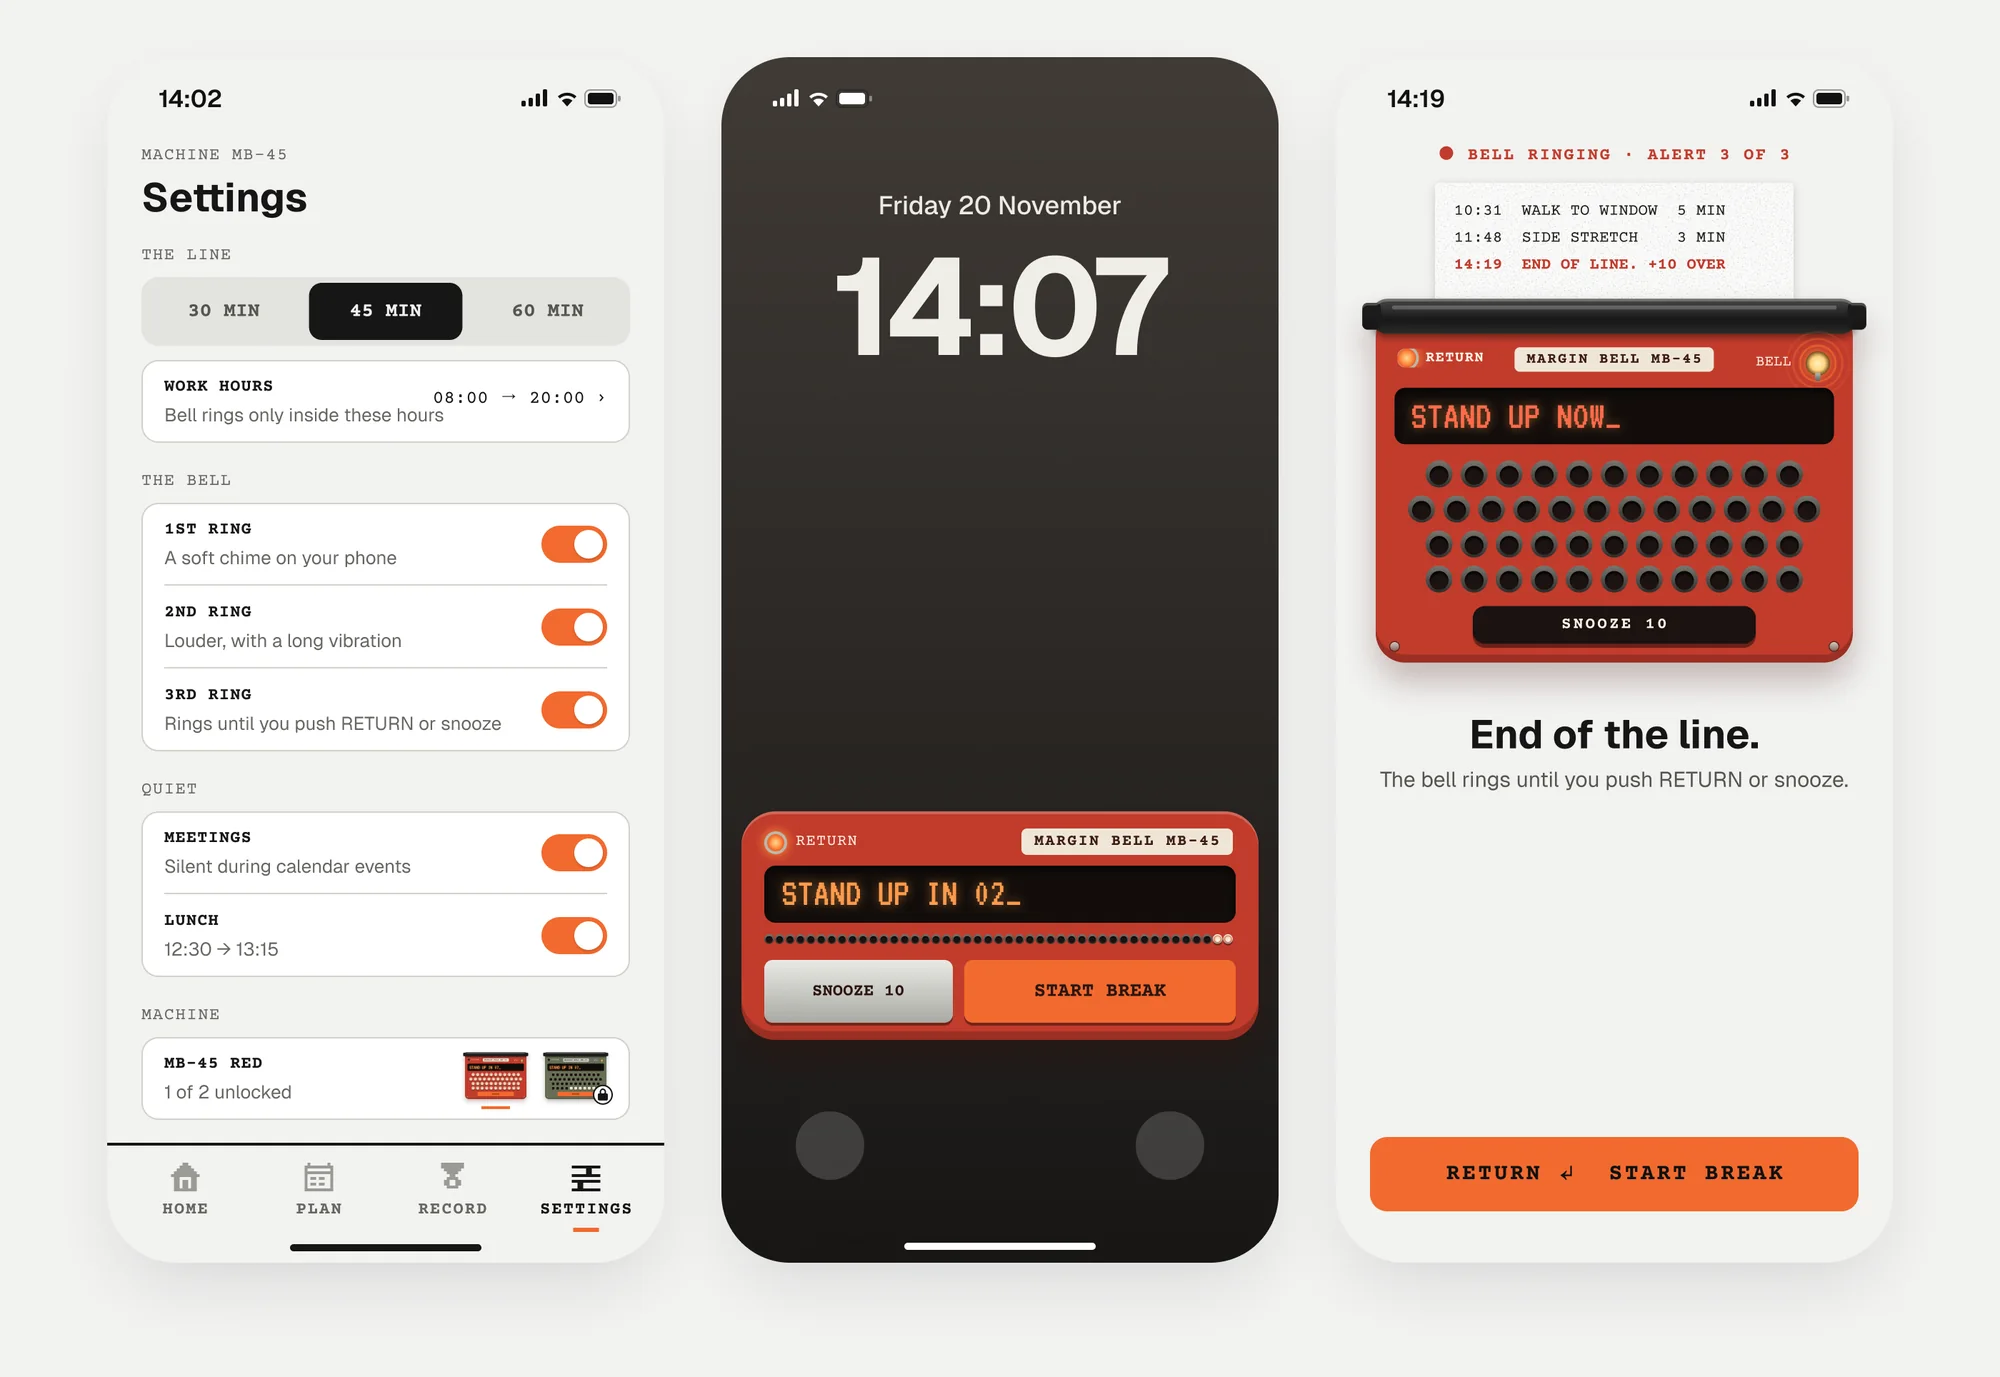 14:02
MACHINE MB-45
Settings
THE LINE
30 MIN 45 MIN 60 MIN
WORK HOURS
08:00 → 20:00 ›
Bell rings only inside these hours
THE BELL
1ST RING
A soft chime on your phone
2ND RING
Louder, with a long vibration
3RD RING
Rings until you push RETURN or snooze
QUIET
MEETINGS
Silent during calendar events
LUNCH
12:30 → 13:15
MACHINE
MB-45 RED
1 of 2 unlocked
HOME PLAN RECORD SETTINGS
Friday 20 November
14:07
RETURN MARGIN BELL MB-45
STAND UP IN 02_
SNOOZE 10 START BREAK
14:19
BELL RINGING · ALERT 3 OF 3
10:31 WALK TO WINDOW 5 MIN
11:48 SIDE STRETCH 3 MIN
14:19 END OF LINE. +10 OVER
RETURN MARGIN BELL MB-45 BELL
STAND UP NOW_
SNOOZE 10
End of the line.
The bell rings until you push RETURN or snooze.
RETURN ↲ START BREAK